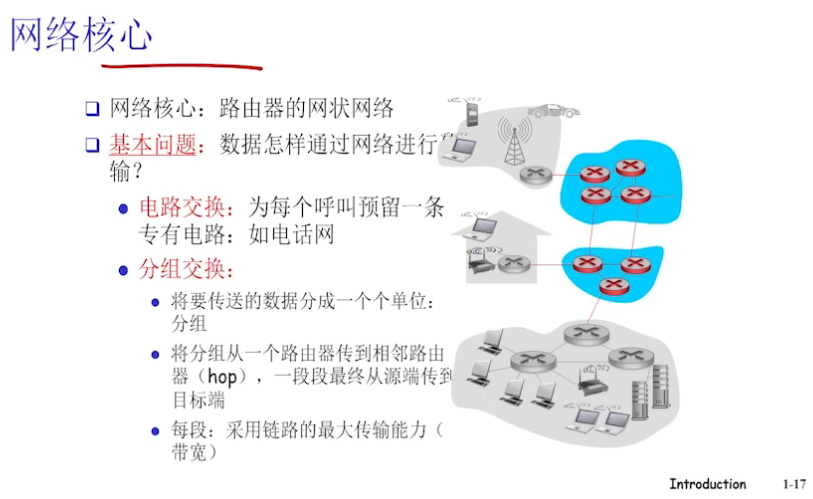 网络核心
❑ 网络核心：路由器的网状网络
❑ 基本问题：数据怎样通过网络进行
输？
• 电路交换：为每个呼叫预留一条
专有电路：如电话网
• 分组交换：
• 将要传送的数据分成一个个单位：
分组
• 将分组从一个路由器传到相邻路由
器（hop），一段段最终从源端传到
目标端
• 每段：采用链路的最大传输能力（
带宽）
Introduction 1-17